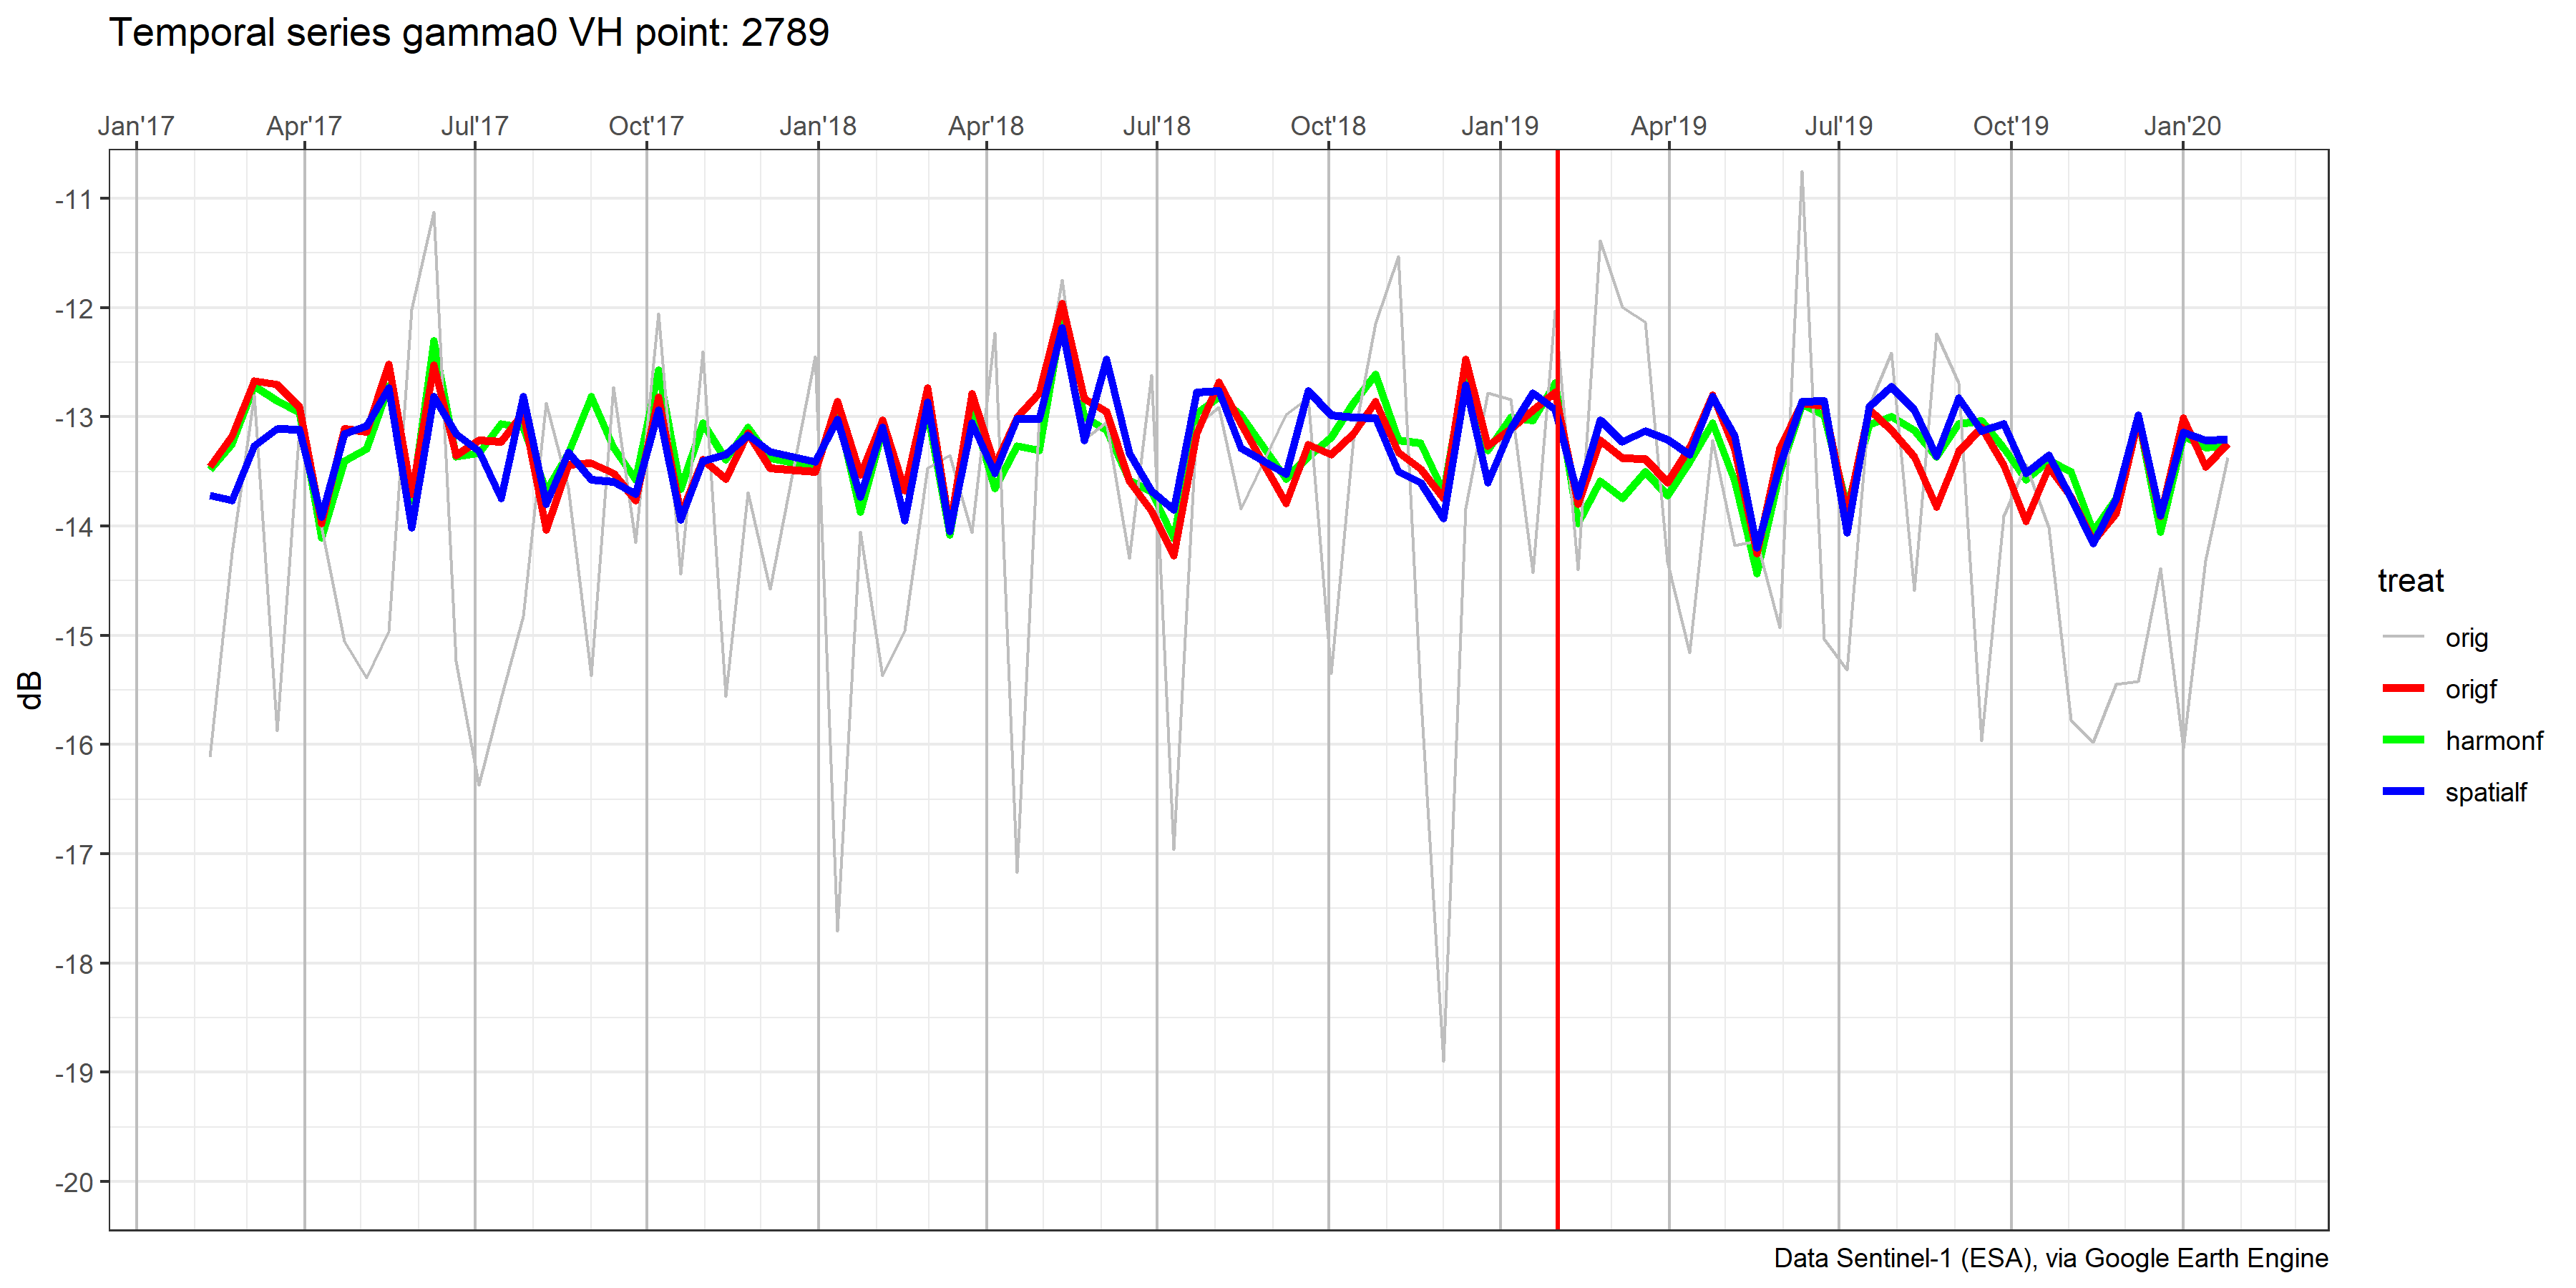 Temporal series gamma0 VH point: 2789
Jan'17 Apr'17 Jul'17 Oct'17 Jan'18 Apr'18 Jul'18 Oct'18 Jan'19 Apr'19 Jul'19 Oct'19 Jan'20
-11
-12
-13
-14
-15
-16
-17
-18
-19
-20
dB
treat
orig
origf
harmonf
spatialf
Data Sentinel-1 (ESA), via Google Earth Engine